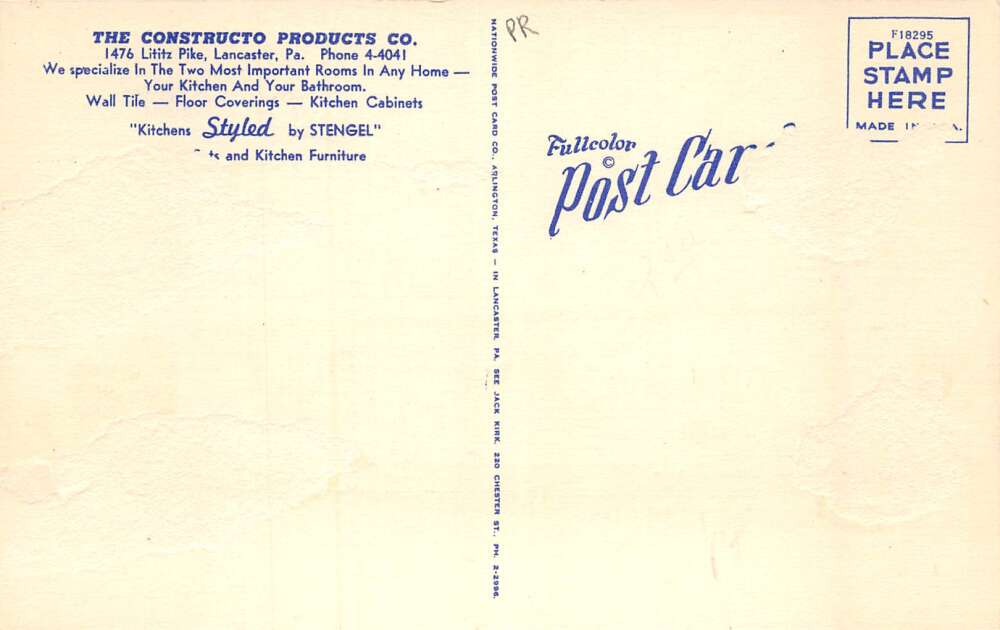 THE CONSTRUCTO PRODUCTS CO.
1476 Lititz Pike, Lancaster, Pa. Phone 4-4041
We specialize In The Two Most Important Rooms In Any Home —
Your Kitchen And Your Bathroom.
Wall Tile — Floor Coverings — Kitchen Cabinets
"Kitchens Styled by STENGEL"
and Kitchen Furniture
NATIONWIDE POST CARD CO., ARLINGTON, TEXAS — IN LANCASTER, PA. SEE JACK KIRK, 220 CHESTER ST., PH. 2-2996.
PR
Fullcolor
©
Post Car
F18295
PLACE
STAMP
HERE
MADE